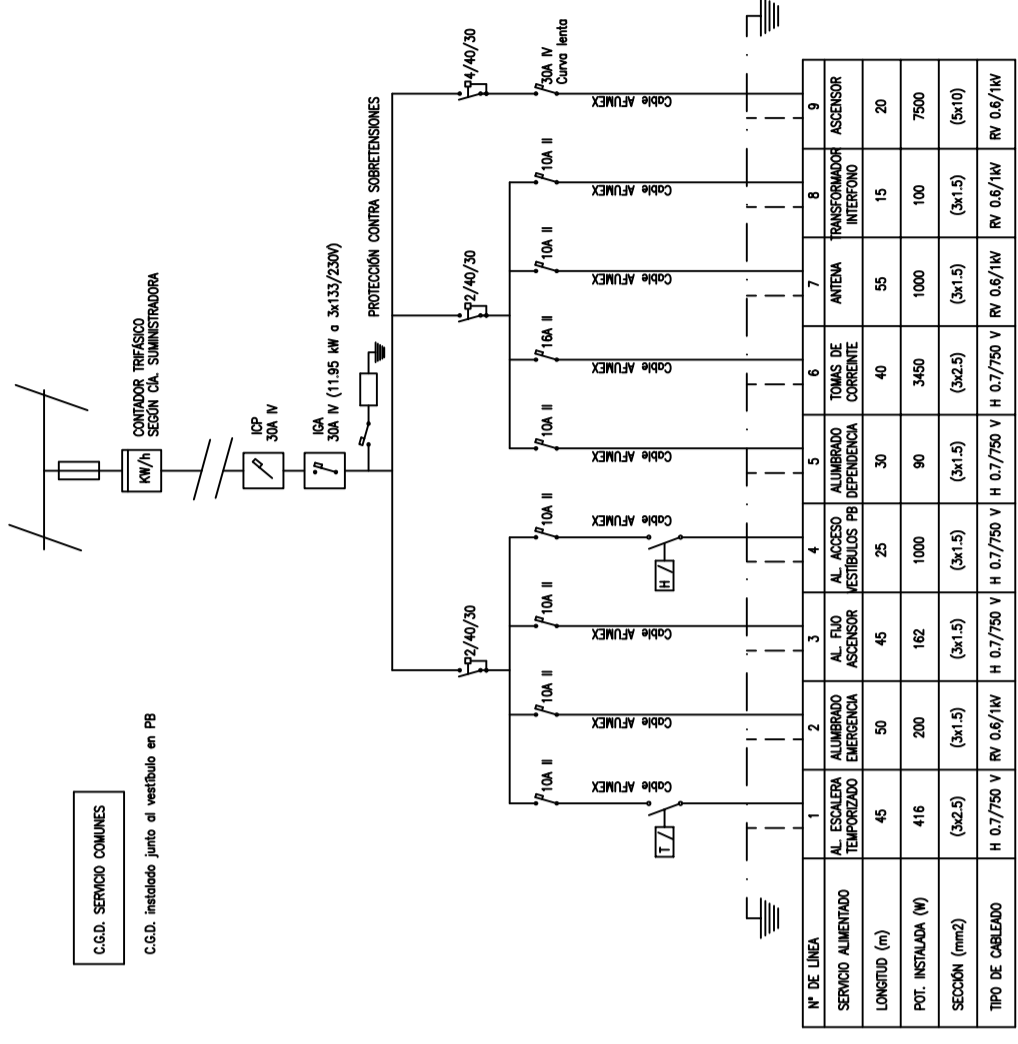 C.G.D. SERVICIO COMUNES
C.G.D. instalado junto al vestíbulo en PB
CONTADOR TRIFÁSICO
SEGÚN CÍA. SUMINISTRADORA
KW/h
ICP
30A IV
IGA
30A IV (11.95 kW a 3x133/230V)
PROTECCIÓN CONTRA SOBRETENSIONES
2/40/30
2/40/30
4/40/30
10A II
10A II
10A II
10A II
10A II
16A II
10A II
10A II
30A IV
Curva lenta
Cable AFUMEX
Cable AFUMEX
Cable AFUMEX
Cable AFUMEX
Cable AFUMEX
Cable AFUMEX
Cable AFUMEX
Cable AFUMEX
Cable AFUMEX
T
H
Nº DE LÍNEA 1 2 3 4 5 6 7 8 9
SERVICIO ALIMENTADO
AL. ESCALERA
TEMPORIZADO
ALUMBRADO
EMERGENCIA
AL. FIJO
ASCENSOR
AL. ACCESO
VESTÍBULOS PB
ALUMBRADO
DEPENDENCIA
TOMAS DE
CORREINTE
ANTENA
TRANSFORMADOR
INTERFONO
ASCENSOR
LONGITUD (m) 45 50 45 25 30 40 55 15 20
POT. INSTALADA (W) 416 200 162 1000 90 3450 1000 100 7500
SECCIÓN (mm2) (3x2.5) (3x1.5) (3x1.5) (3x1.5) (3x1.5) (3x2.5) (3x1.5) (3x1.5) (5x10)
TIPO DE CABLEADO H 0.7/750 V RV 0.6/1kV H 0.7/750 V H 0.7/750 V H 0.7/750 V H 0.7/750 V RV 0.6/1kV RV 0.6/1kV RV 0.6/1kV